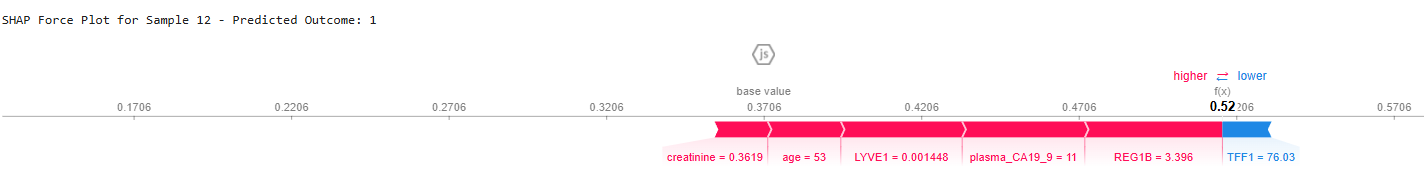 SHAP Force Plot for Sample 12 - Predicted Outcome: 1
js
higher ⇄ lower
base value f(x)
0.1706 0.2206 0.2706 0.3206 0.3706 0.4206 0.4706 0.52206 0.5706
creatinine = 0.3619 age = 53 LYVE1 = 0.001448 plasma_CA19_9 = 11 REG1B = 3.396 TFF1 = 76.03